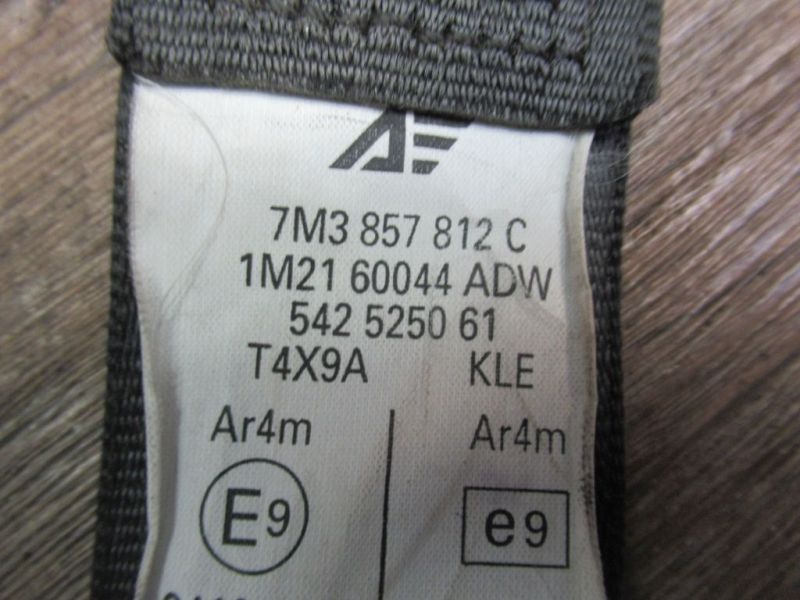 7M3 857 812 C
1M21 60044 ADW
542 5250 61
T4X9A KLE
Ar4m Ar4m
E9 e9